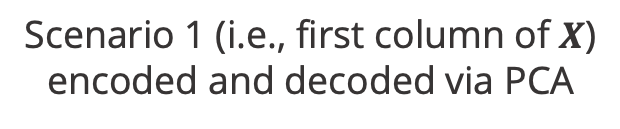 Scenario 1 (i.e., first column of X)
encoded and decoded via PCA